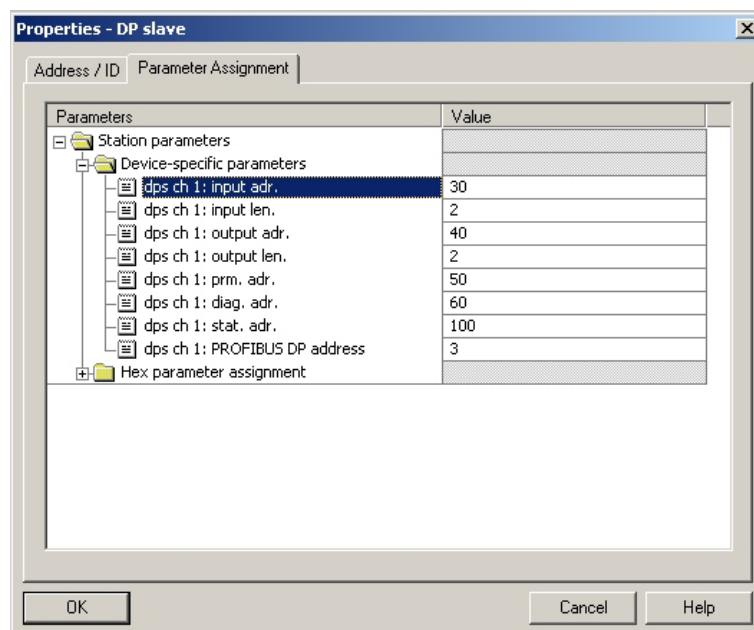 Properties - DP slave
Address / ID Parameter Assignment
Parameters Value
Station parameters
Device-specific parameters
dps ch 1: input adr. 30
dps ch 1: input len. 2
dps ch 1: output adr. 40
dps ch 1: output len. 2
dps ch 1: prm. adr. 50
dps ch 1: diag. adr. 60
dps ch 1: stat. adr. 100
dps ch 1: PROFIBUS DP address 3
Hex parameter assignment
OK Cancel Help